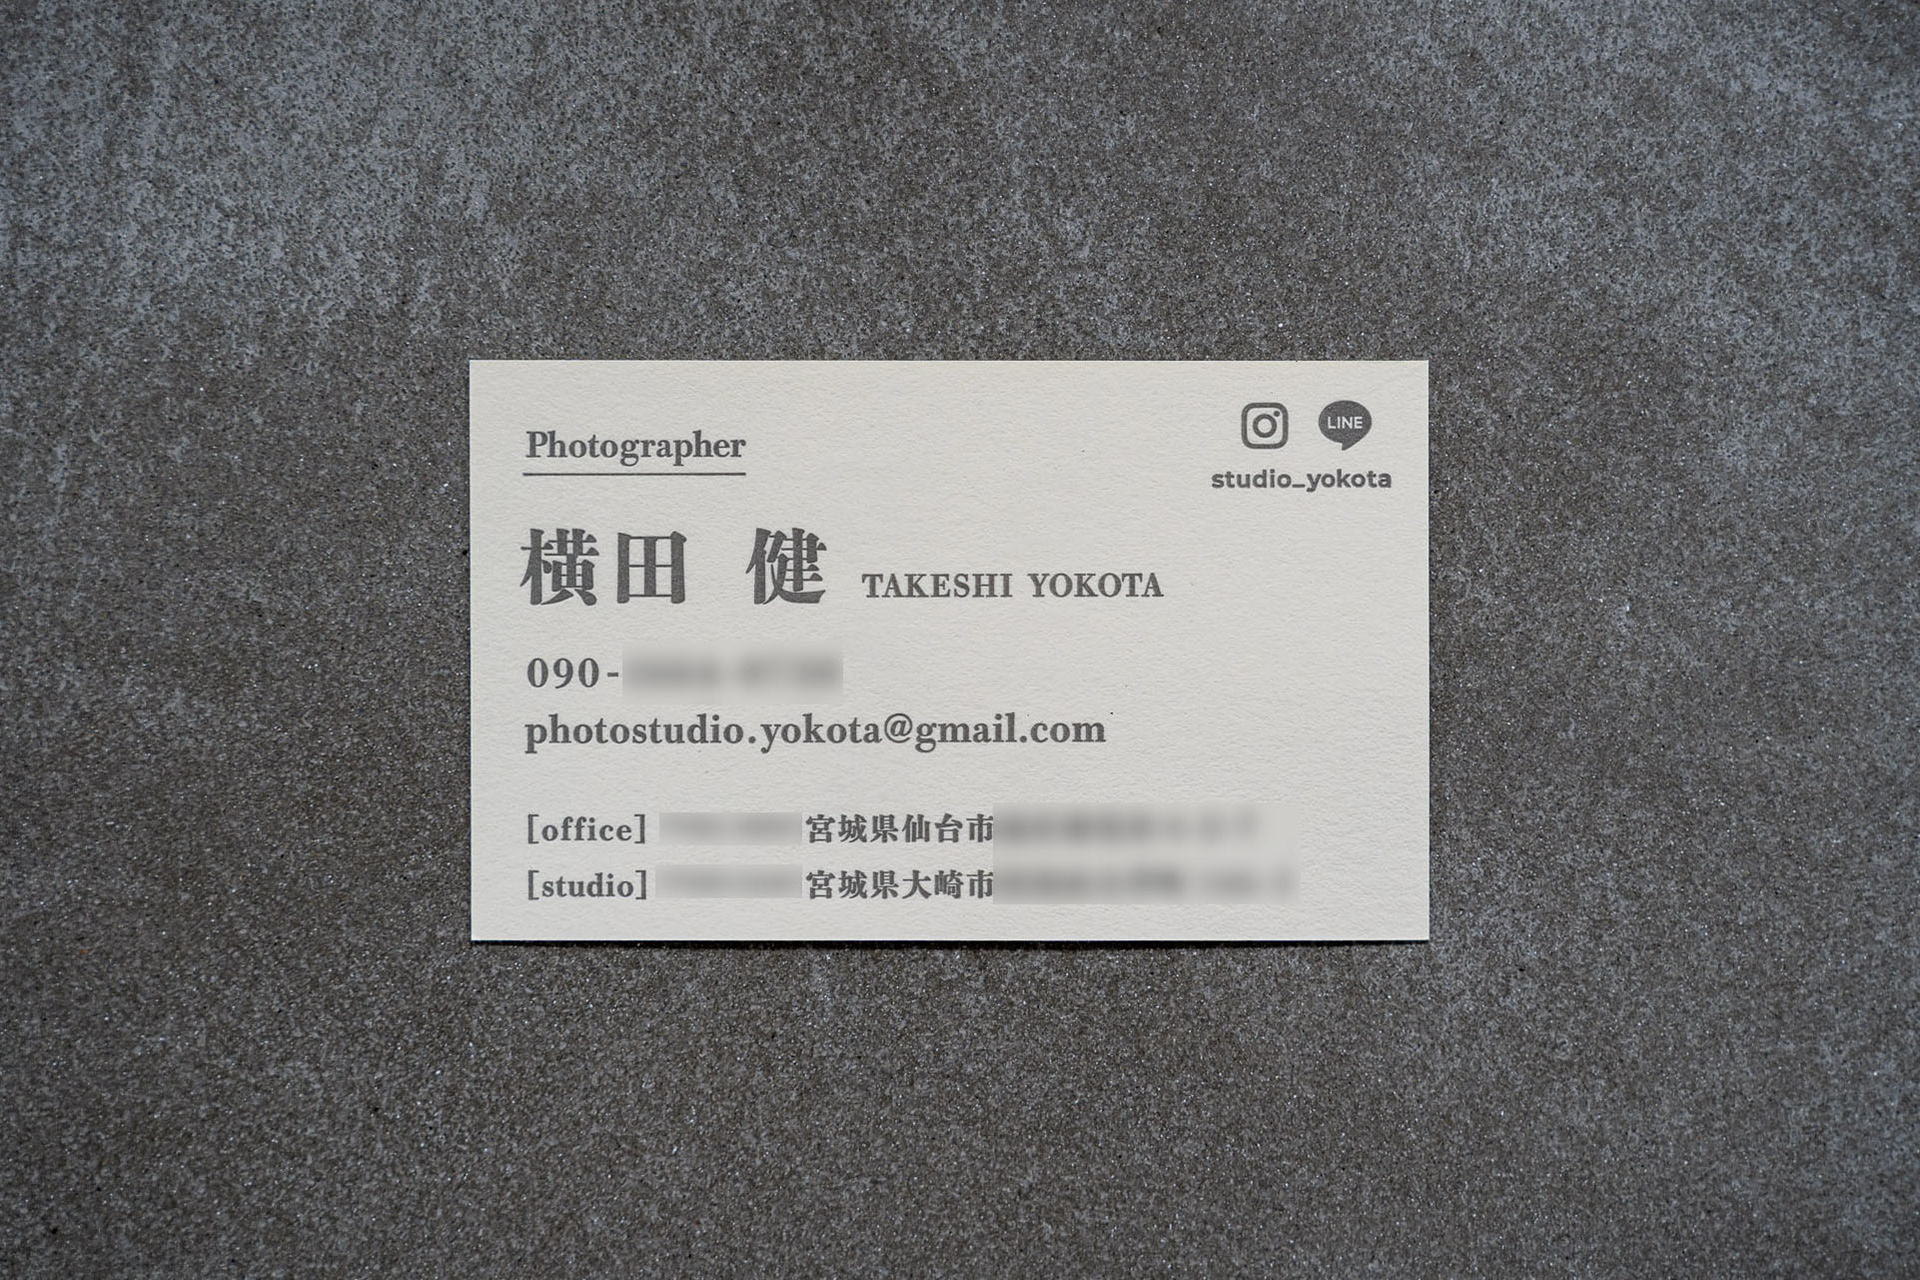 Photographer
LINE
studio_yokota
横田 健 TAKESHI YOKOTA
090-
photostudio.yokota@gmail.com
[office] 宮城県仙台市
[studio] 宮城県大崎市